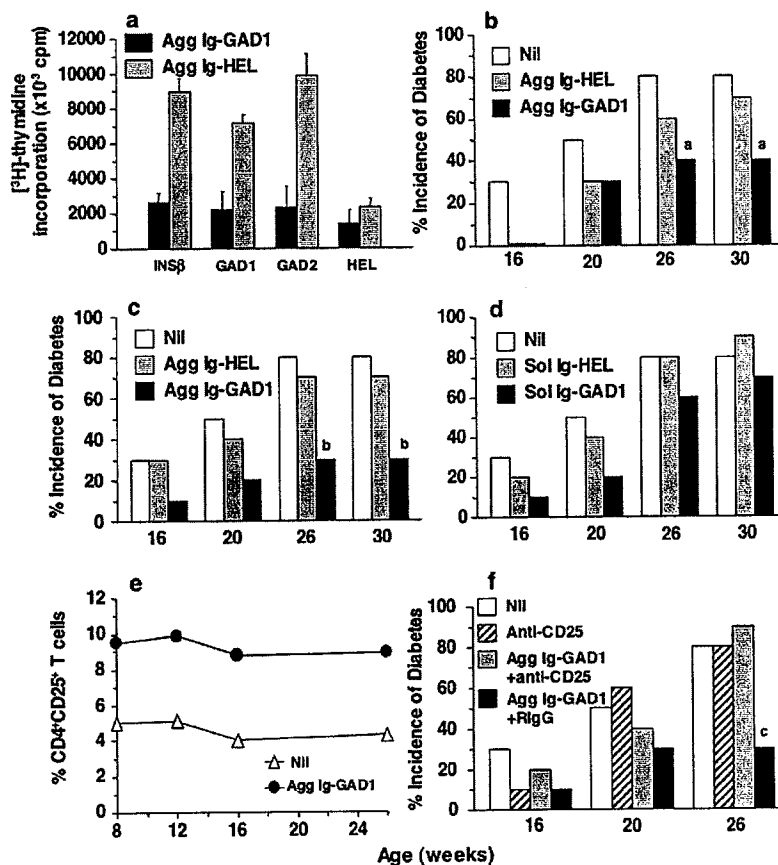 a
12000
10000
8000
6000
4000
2000
0
[³H]-thymidine
incorporation (x10³ cpm)
Agg Ig-GAD1
Agg Ig-HEL
INSβ GAD1 GAD2 HEL
b
100
80
60
40
20
0
% Incidence of Diabetes
Nil
Agg Ig-HEL
Agg Ig-GAD1
a a
16 20 26 30
c
100
80
60
40
20
0
% Incidence of Diabetes
Nil
Agg Ig-HEL
Agg Ig-GAD1
b b
16 20 26 30
d
100
80
60
40
20
0
% Incidence of Diabetes
Nil
Sol Ig-HEL
Sol Ig-GAD1
16 20 26 30
e
12
10
8
6
4
2
0
% CD4⁺CD25⁺ T cells
Nil
Agg Ig-GAD1
8 12 16 20 24
f
100
80
60
40
20
0
% Incidence of Diabetes
Nil
Anti-CD25
Agg Ig-GAD1
+anti-CD25
Agg Ig-GAD1
+RIgG
c
16 20 26
Age (weeks)